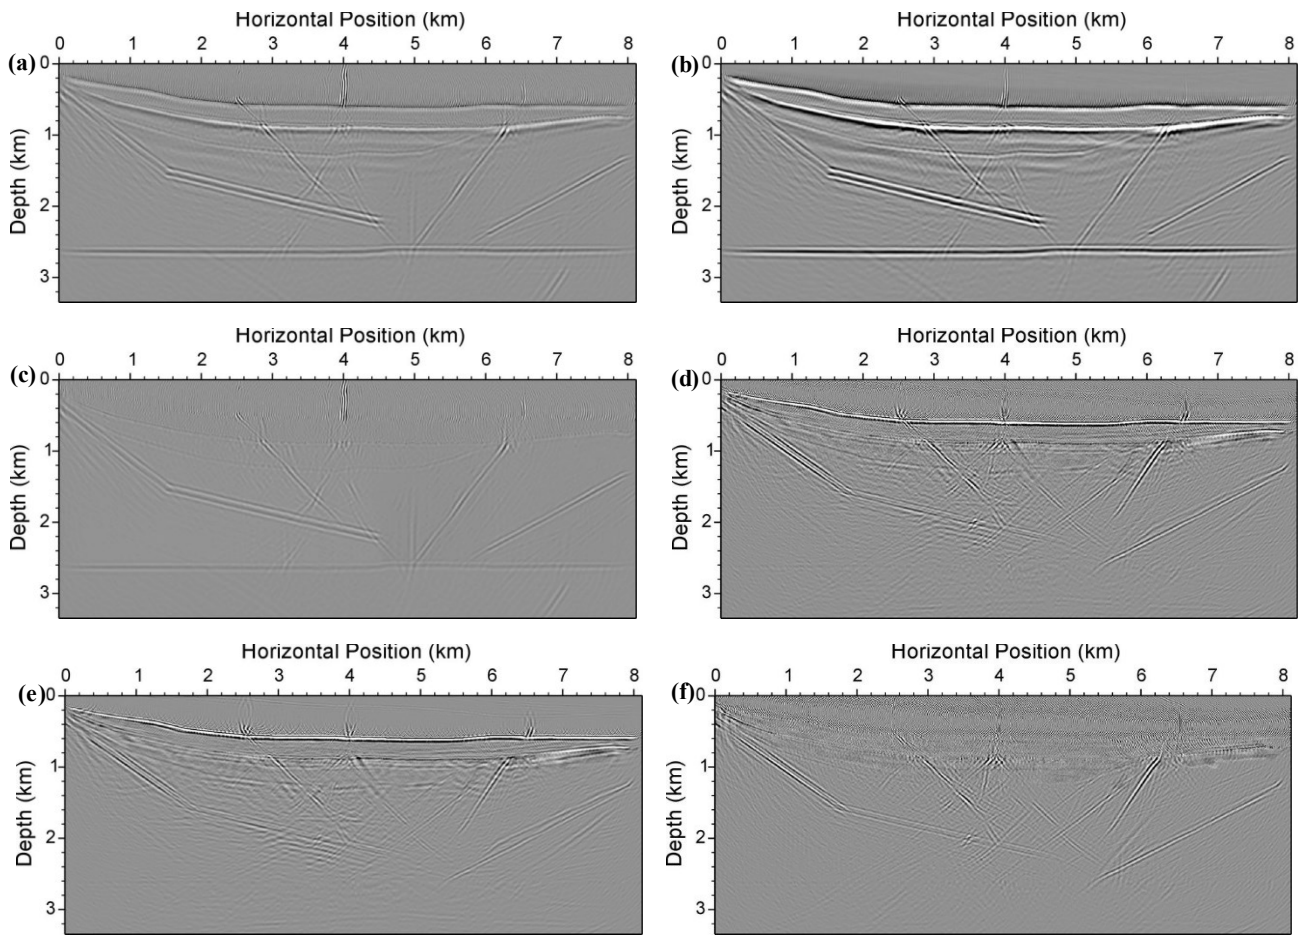 Horizontal Position (km)
Horizontal Position (km)
0 1 2 3 4 5 6 7 8
0 1 2 3 4 5 6 7 8
(a)
(b)
0
1
2
3
Depth (km)
0
1
2
3
Depth (km)
Horizontal Position (km)
Horizontal Position (km)
0 1 2 3 4 5 6 7 8
0 1 2 3 4 5 6 7 8
(c)
(d)
0
1
2
3
Depth (km)
0
1
2
3
Depth (km)
Horizontal Position (km)
Horizontal Position (km)
0 1 2 3 4 5 6 7 8
0 1 2 3 4 5 6 7 8
(e)
(f)
0
1
2
3
Depth (km)
0
1
2
3
Depth (km)